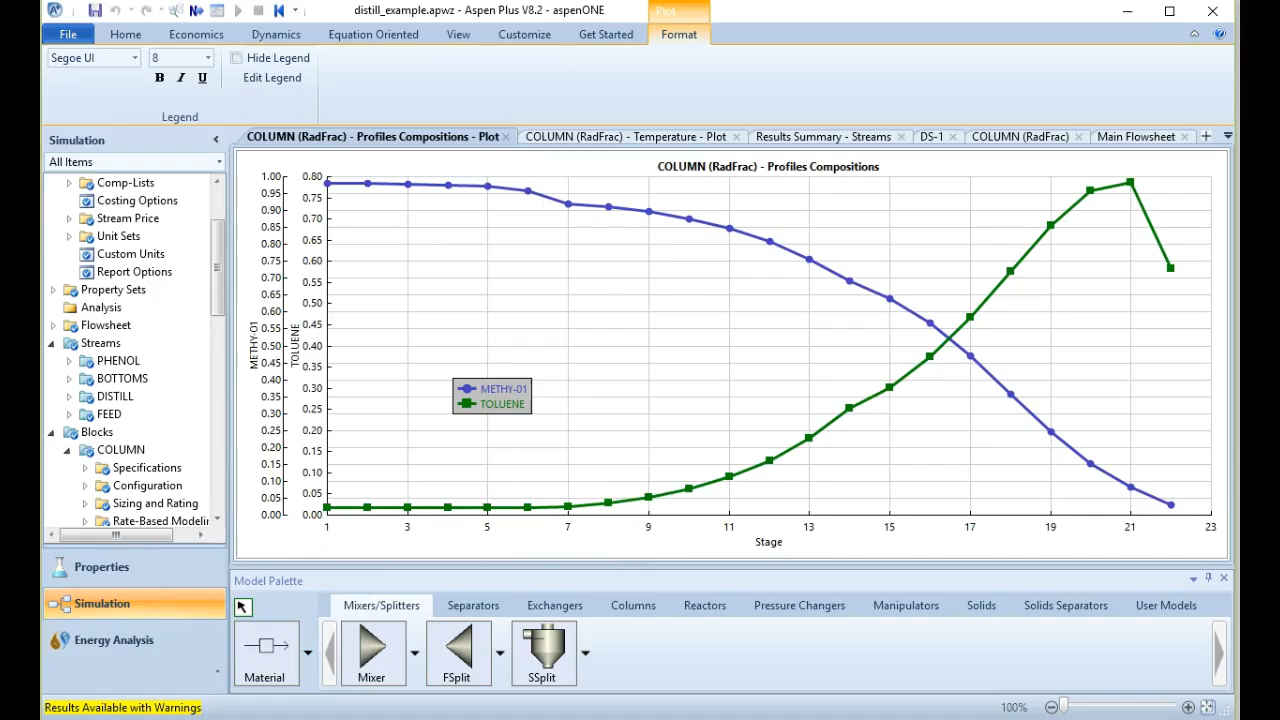 distill_example.apwz - Aspen Plus V8.2 - aspenONE
Plot
File Home Economics Dynamics Equation Oriented View Customize Get Started Format
Segoe UI 8 Hide Legend
B I U Edit Legend
Legend
Simulation
COLUMN (RadFrac) - Profiles Compositions - Plot COLUMN (RadFrac) - Temperature - Plot Results Summary - Streams DS-1 COLUMN (RadFrac) Main Flowsheet
All Items
Comp-Lists
Costing Options
Stream Price
Unit Sets
Custom Units
Report Options
Property Sets
Analysis
Flowsheet
Streams
PHENOL
BOTTOMS
DISTILL
FEED
Blocks
COLUMN
Specifications
Configuration
Sizing and Rating
Rate-Based Modelin
Properties
Simulation
Energy Analysis
COLUMN (RadFrac) - Profiles Compositions
METHY-01
1.00
0.95
0.90
0.85
0.80
0.75
0.70
0.65
0.60
0.55
0.50
0.45
0.40
0.35
0.30
0.25
0.20
0.15
0.10
0.05
0.00
TOLUENE
0.80
0.75
0.70
0.65
0.60
0.55
0.50
0.45
0.40
0.35
0.30
0.25
0.20
0.15
0.10
0.05
0.00
METHY-01
TOLUENE
1 3 5 7 9 11 13 15 17 19 21 23
Stage
Model Palette
Mixers/Splitters Separators Exchangers Columns Reactors Pressure Changers Manipulators Solids Solids Separators User Models
Material Mixer FSplit SSplit
Results Available with Warnings 100%